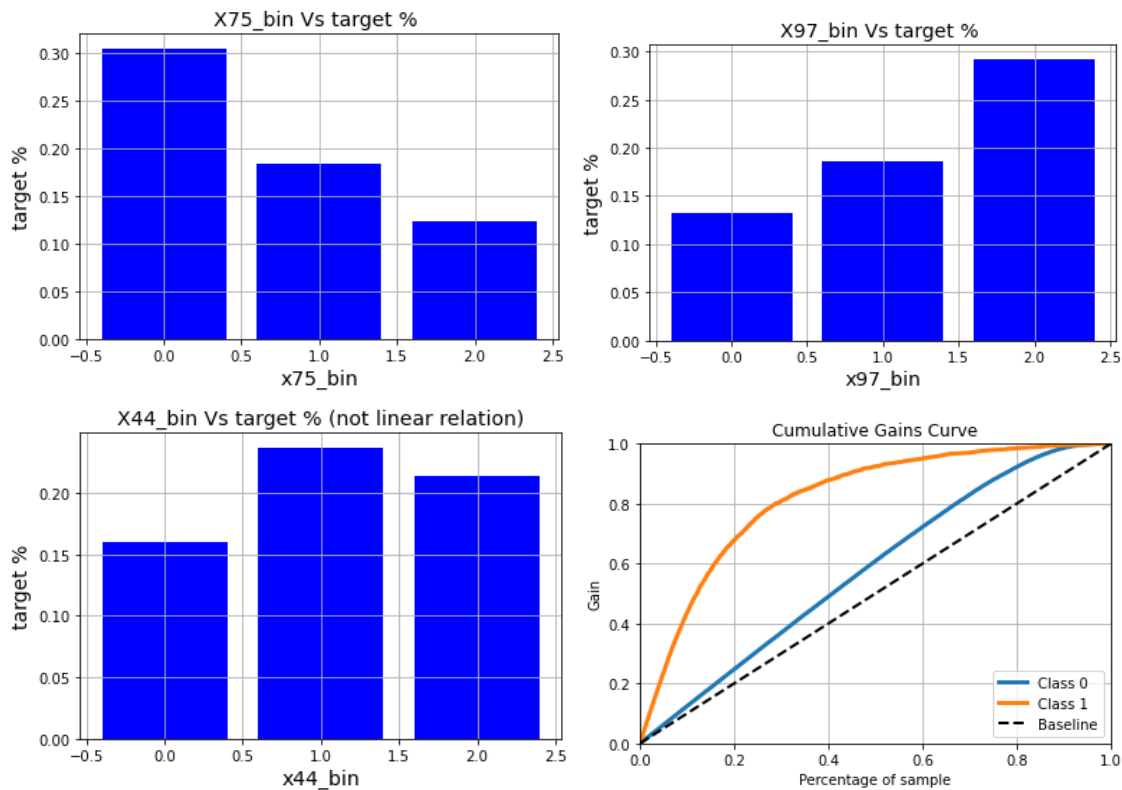 X75_bin Vs target %
target %
0.30
0.25
0.20
0.15
0.10
0.05
0.00
−0.5 0.0 0.5 1.0 1.5 2.0 2.5
x75_bin
X97_bin Vs target %
target %
0.30
0.25
0.20
0.15
0.10
0.05
0.00
−0.5 0.0 0.5 1.0 1.5 2.0 2.5
x97_bin
X44_bin Vs target % (not linear relation)
target %
0.20
0.15
0.10
0.05
0.00
−0.5 0.0 0.5 1.0 1.5 2.0 2.5
x44_bin
Cumulative Gains Curve
Gain
1.0
0.8
0.6
0.4
0.2
0.0
Class 0
Class 1
Baseline
0.0 0.2 0.4 0.6 0.8 1.0
Percentage of sample